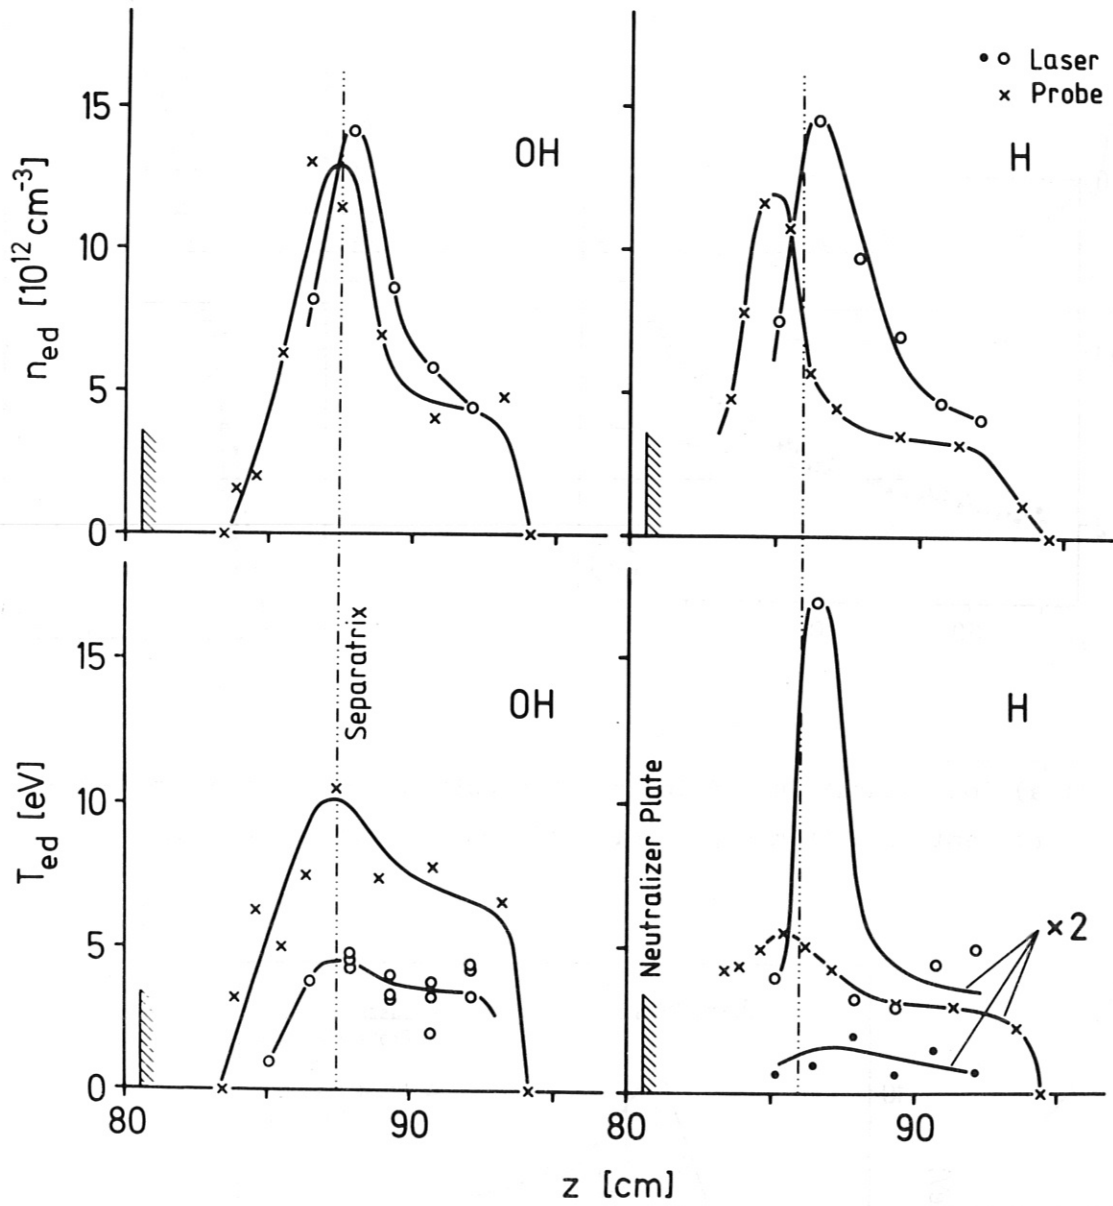 ● o Laser
x Probe
15
10
5
0
n_ed [10^12 cm^-3]
OH
H
15
10
5
0
T_ed [eV]
Separatrix
OH
Neutralizer Plate
H
×2
80
90
80
90
z [cm]